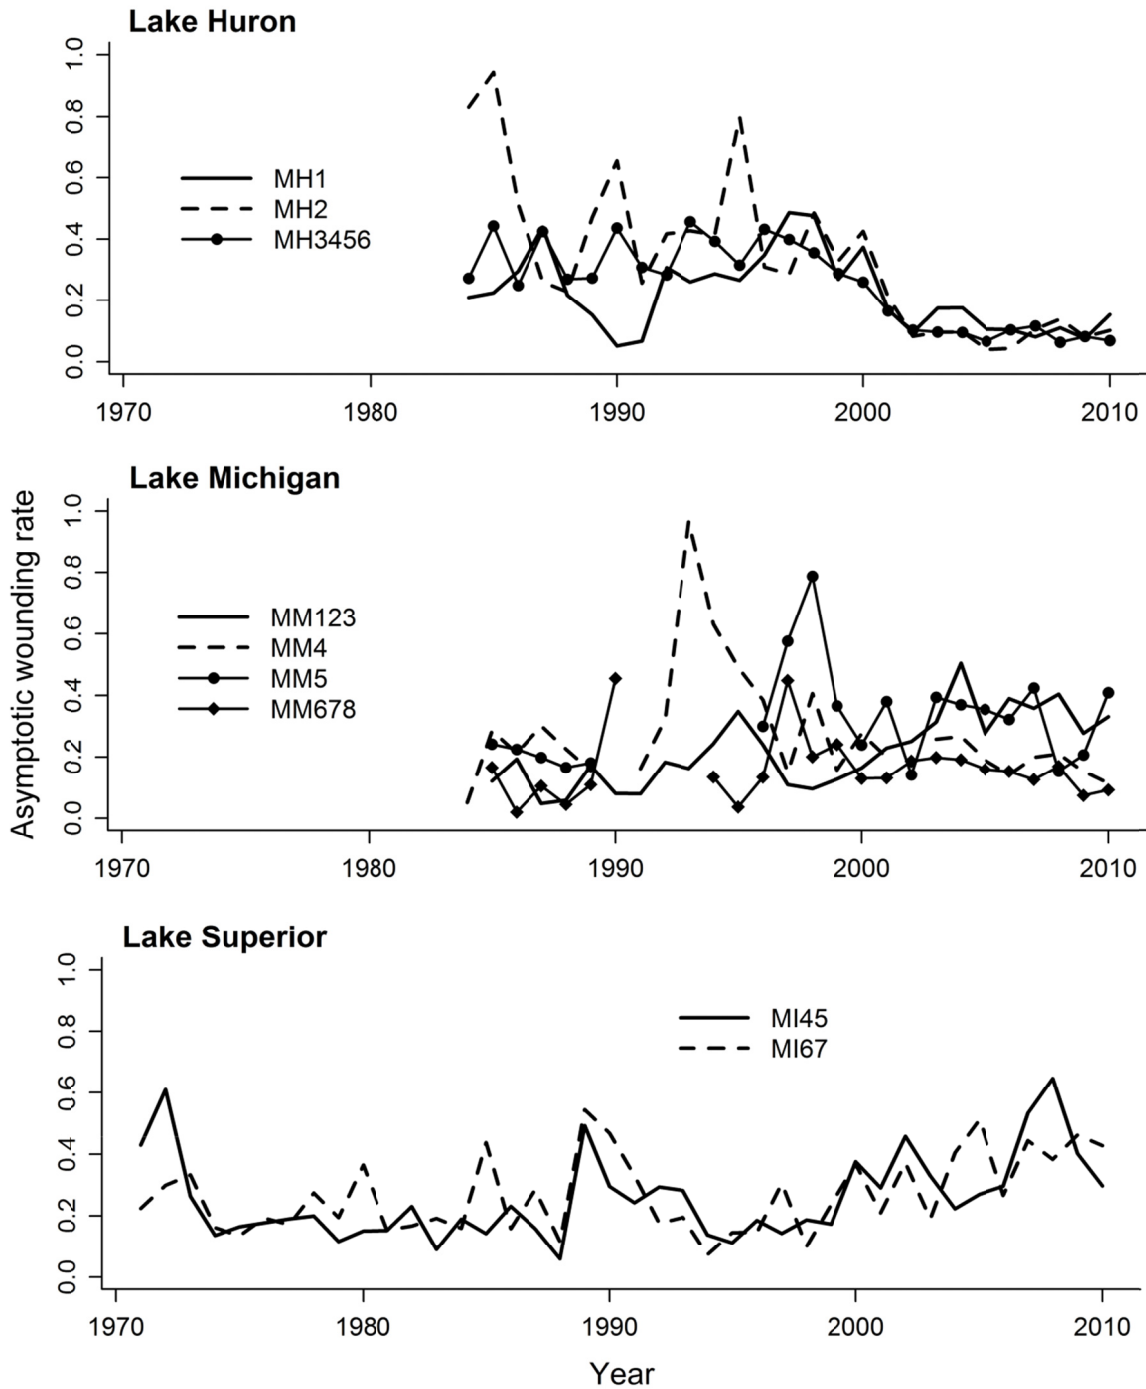 Lake Huron
1.0
0.8
0.6
0.4
0.2
0.0
MH1
MH2
MH3456
1970 1980 1990 2000 2010
Lake Michigan
Asymptotic wounding rate
1.0
0.8
0.6
0.4
0.2
0.0
MM123
MM4
MM5
MM678
1970 1980 1990 2000 2010
Lake Superior
1.0
0.8
0.6
0.4
0.2
0.0
MI45
MI67
1970 1980 1990 2000 2010
Year